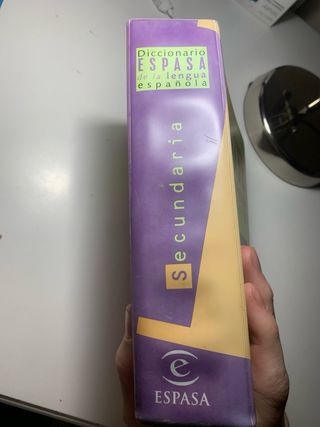 Diccionario
ESPASA
de la lengua
española
Secundaria
e
ESPASA